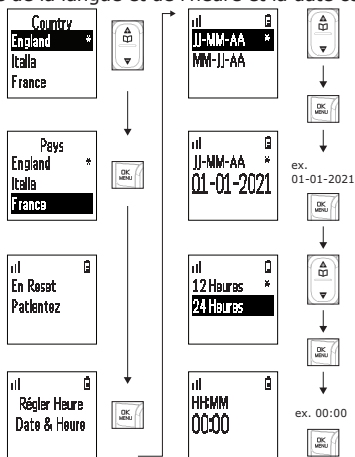 de la langue et de l'heure et la date
Country
England *
Italia
France
Pays
England *
Italia
France
En Reset
Patientez
Régler Heure
Date & Heure
JJ-MM-AA *
MM-JJ-AA
JJ-MM-AA *
01-01-2021
12 Heures *
24 Heures
HH:MM
00:00
OK
MENU
OK
MENU
OK
MENU
ex.
01-01-2021
OK
MENU
OK
MENU
ex. 00:00
OK
MENU